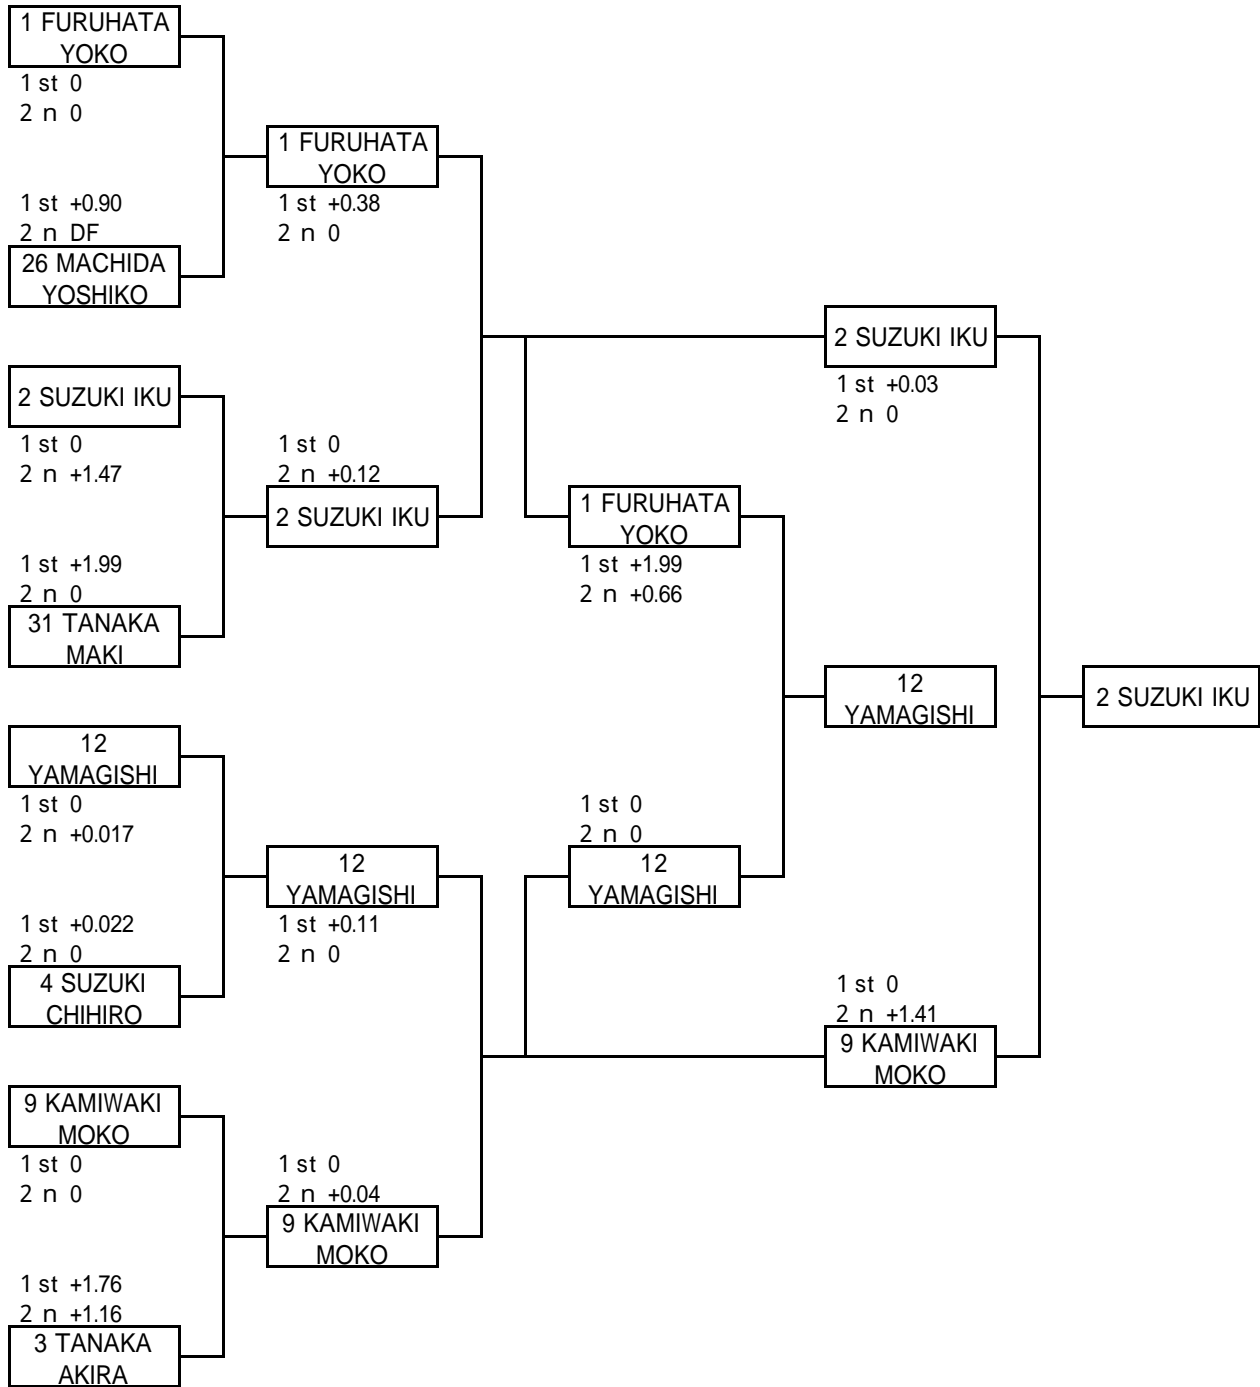 1 FURUHATA
YOKO
1 st 0
2 n 0
1 st +0.90
2 n DF
26 MACHIDA
YOSHIKO
2 SUZUKI IKU
1 st 0
2 n +1.47
1 st +1.99
2 n 0
31 TANAKA
MAKI
12
YAMAGISHI
1 st 0
2 n +0.017
1 st +0.022
2 n 0
4 SUZUKI
CHIHIRO
9 KAMIWAKI
MOKO
1 st 0
2 n 0
1 st +1.76
2 n +1.16
3 TANAKA
AKIRA
1 FURUHATA
YOKO
1 st +0.38
2 n 0
1 st 0
2 n +0.12
2 SUZUKI IKU
12
YAMAGISHI
1 st +0.11
2 n 0
1 st 0
2 n +0.04
9 KAMIWAKI
MOKO
1 FURUHATA
YOKO
1 st +1.99
2 n +0.66
1 st 0
2 n 0
12
YAMAGISHI
2 SUZUKI IKU
1 st +0.03
2 n 0
12
YAMAGISHI
1 st 0
2 n +1.41
9 KAMIWAKI
MOKO
2 SUZUKI IKU